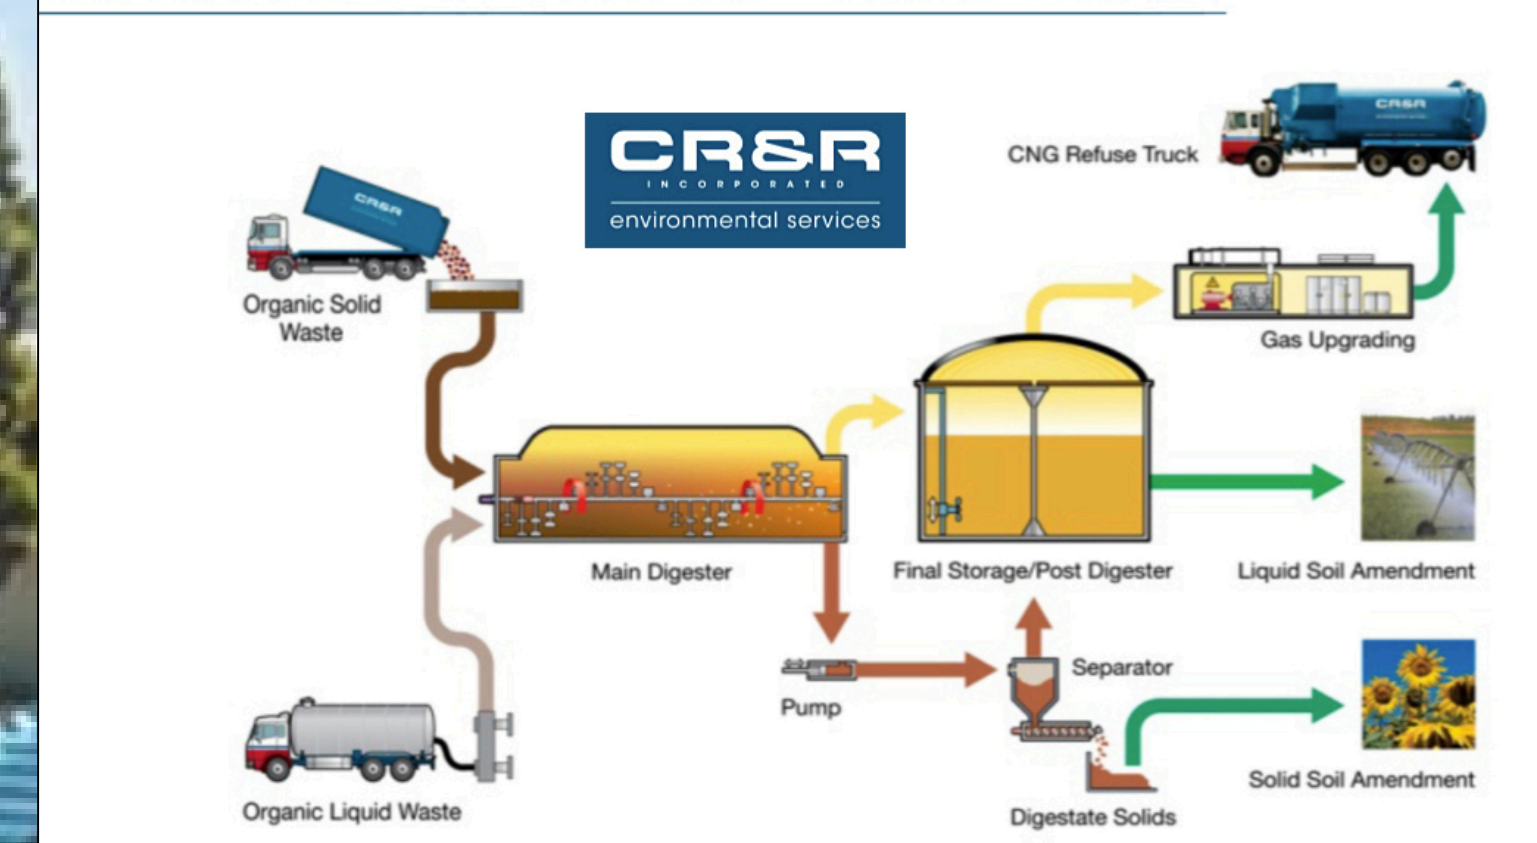 CR&R
INCORPORATED
environmental services
CNG Refuse Truck
CR&R
CR&R
Organic Solid
Waste
Gas Upgrading
Main Digester
Final Storage/Post Digester
Liquid Soil Amendment
Pump
Separator
Organic Liquid Waste
Digestate Solids
Solid Soil Amendment